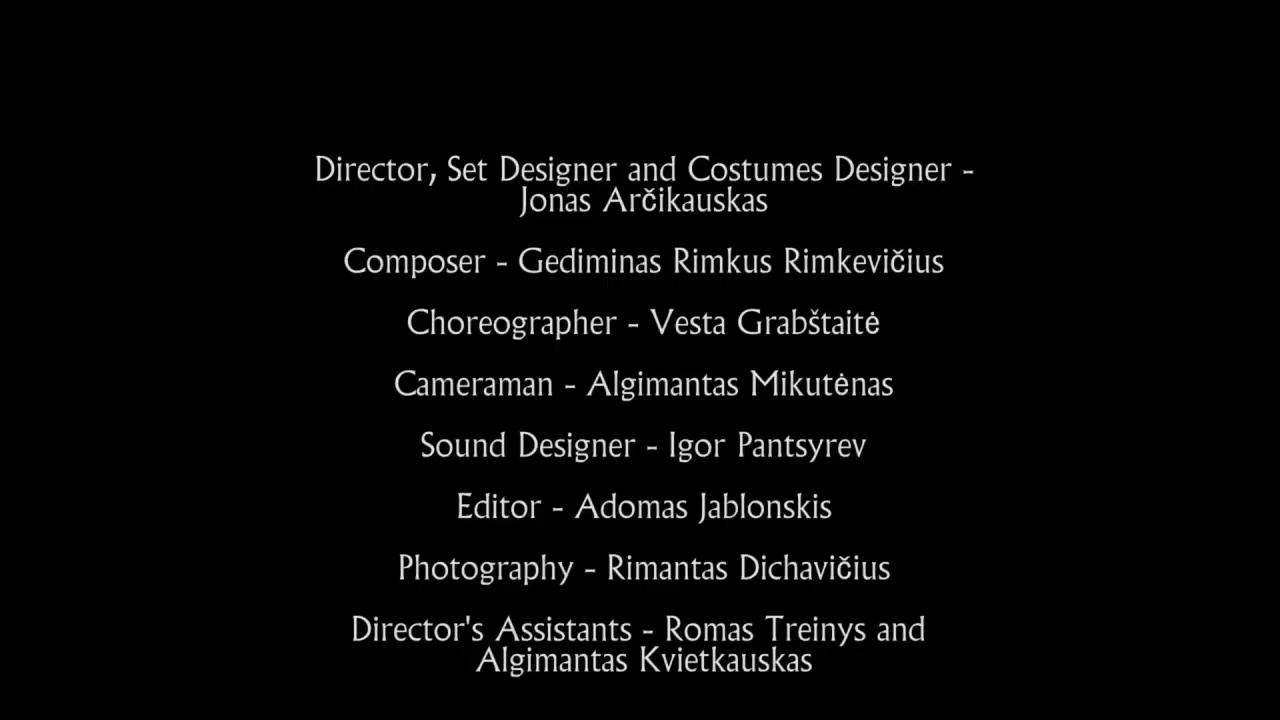 Director, Set Designer and Costumes Designer -
Jonas Arčikauskas
Composer - Gediminas Rimkus Rimkevičius
Choreographer - Vesta Grabštaitė
Cameraman - Algimantas Mikutėnas
Sound Designer - Igor Pantsyrev
Editor - Adomas Jablonskis
Photography - Rimantas Dichavičius
Director's Assistants - Romas Treinys and
Algimantas Kvietkauskas